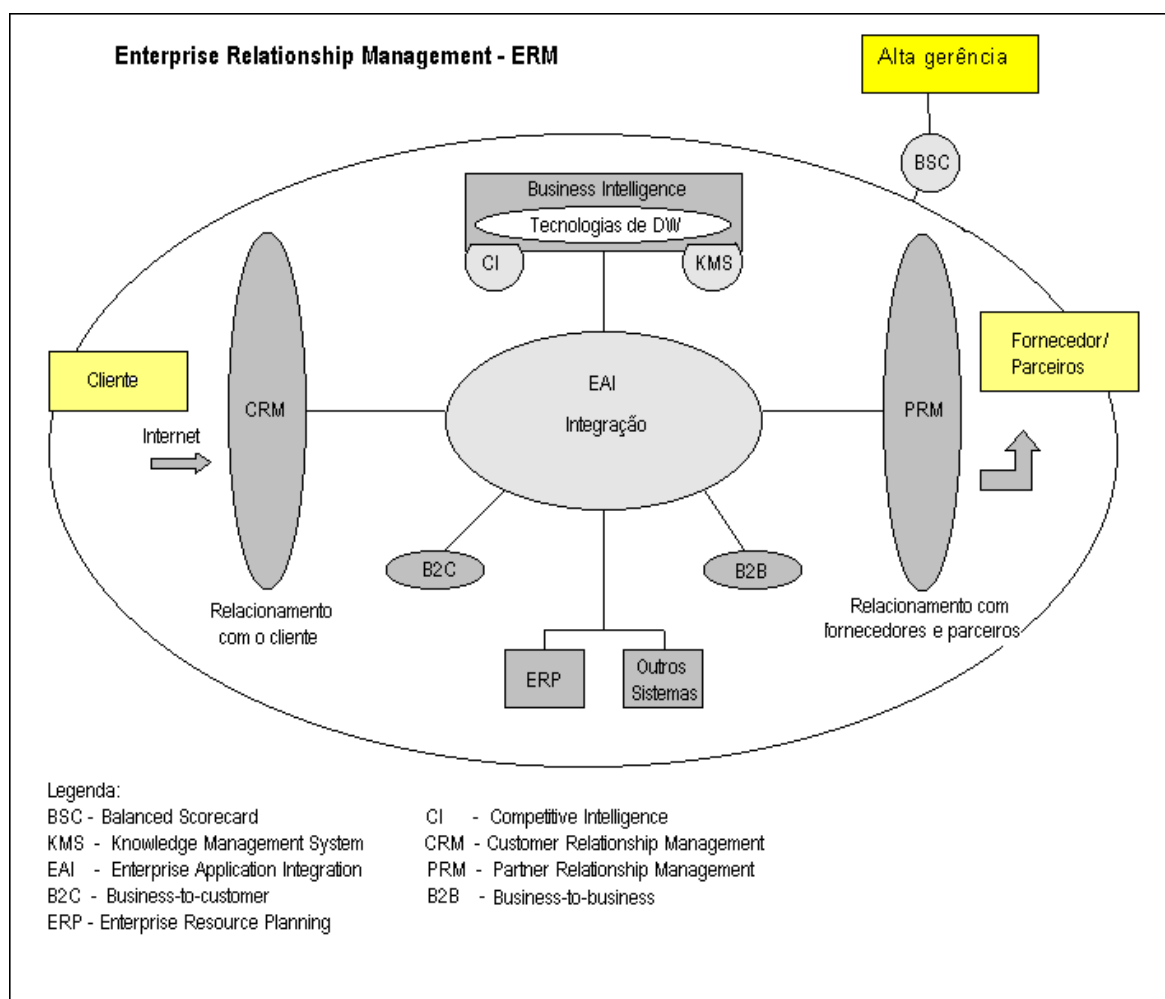 Enterprise Relationship Management - ERM
Alta gerência
BSC
Business Intelligence
Tecnologias de DW
CI
KMS
Cliente
Internet
CRM
EAI
Integração
PRM
Fornecedor/
Parceiros
B2C
B2B
Relacionamento
com o cliente
Relacionamento com
fornecedores e parceiros
ERP
Outros
Sistemas
Legenda:
BSC - Balanced Scorecard
CI - Competitive Intelligence
KMS - Knowledge Management System
CRM - Customer Relationship Management
EAI - Enterprise Application Integration
PRM - Partner Relationship Management
B2C - Business-to-customer
B2B - Business-to-business
ERP - Enterprise Resource Planning